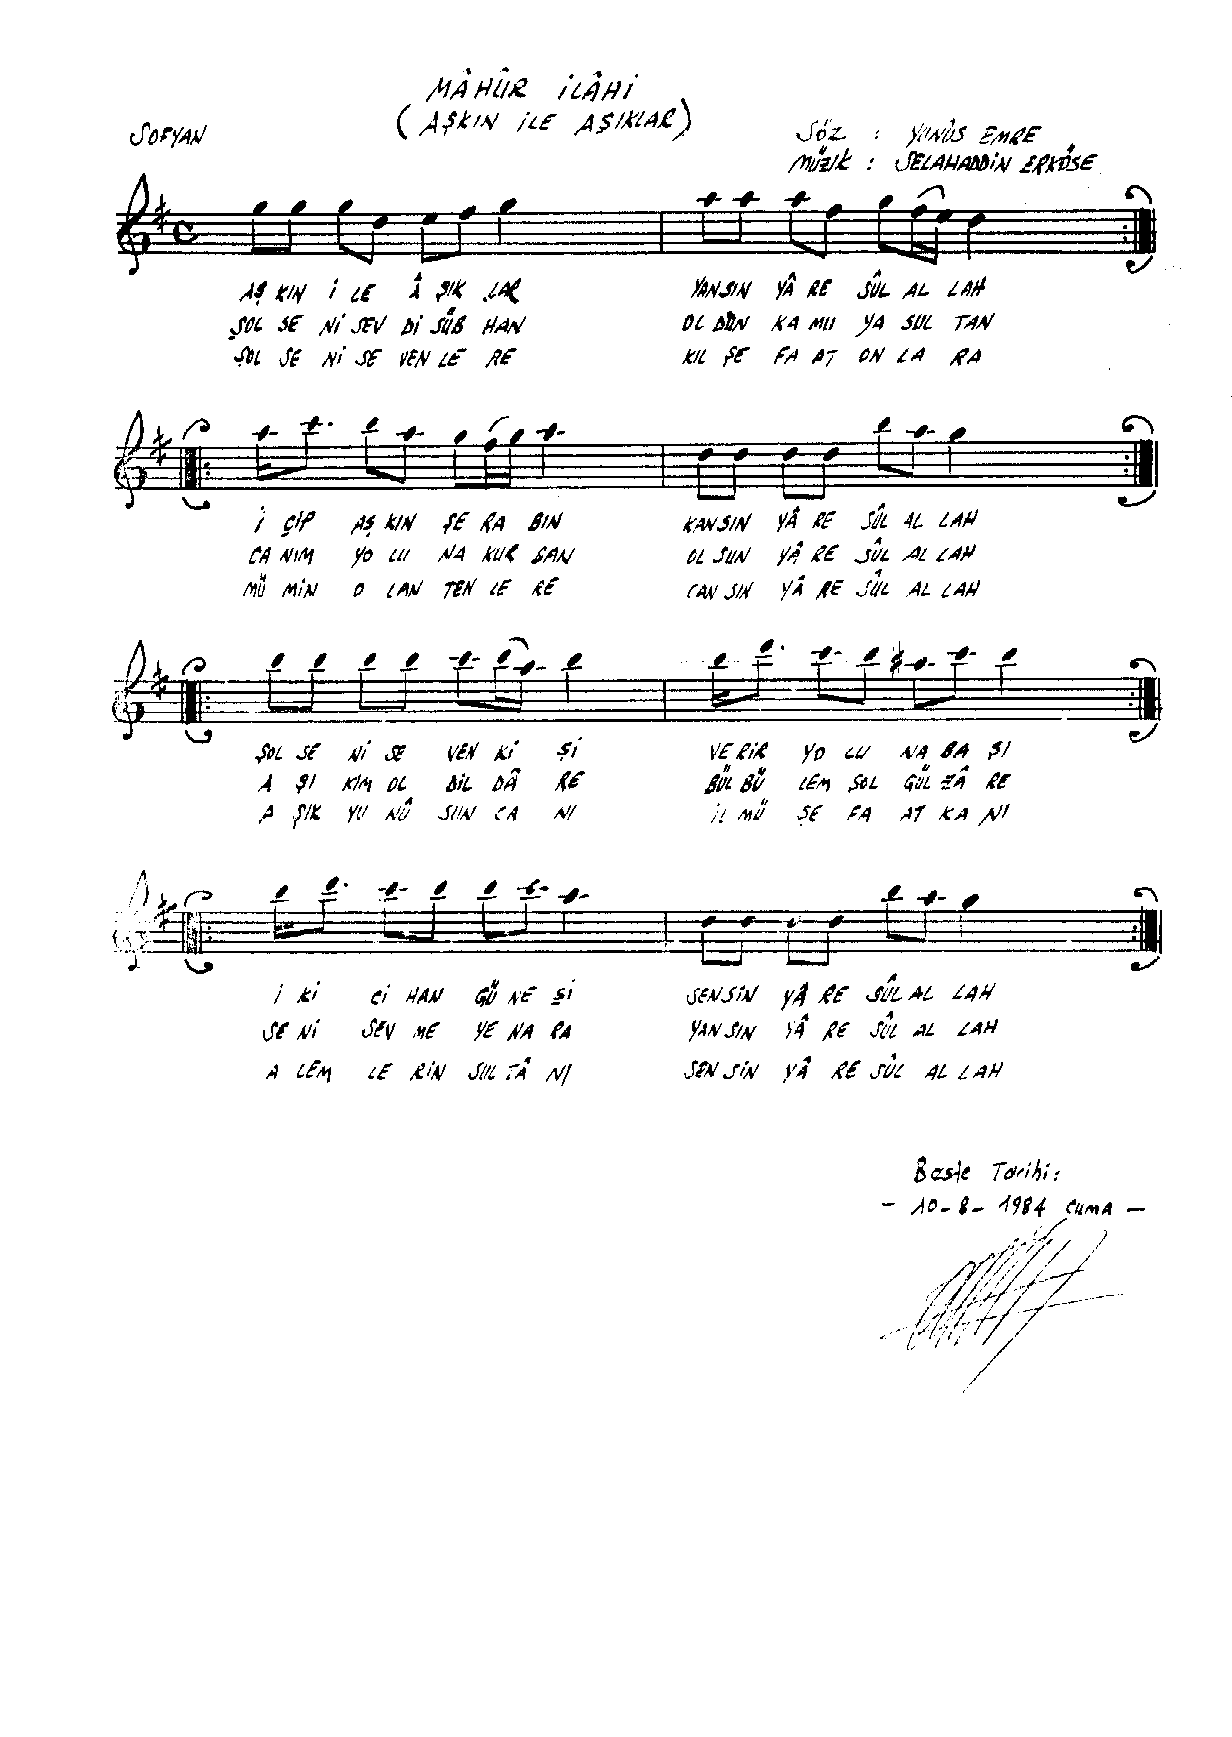 MÂHÛR İLÂHİ
(AŞKIN İLE AŞIKLAR)
SOFYAN
SÖZ : YUNÛS EMRE
MÜZİK : SELAHADDİN ERKÖSE
AŞ KIN İ LE Â ŞIK LAR YANSIN YÂ RE SÛL AL LAH
ŞOL SE Nİ SEV Dİ SÜB HAN OL DUN KA MU YA SUL TAN
ŞOL SE Nİ SE VEN LE RE KIL ŞE FA AT ON LA RA
İ ÇİP AŞ KIN ŞE RA BIN KANSIN YÂ RE SÛL AL LAH
CA NIM YO LU NA KUR BAN OL SUN YÂ RE SÛL AL LAH
MÜ MİN O LAN TEN LE RE CAN SIN YÂ RE SÛL AL LAH
ŞOL SE Nİ SE VEN Kİ Şİ VE RİR YO LU NA BA ŞI
A ŞI KIM OL DİL DÂ RE BÜL BÜ LEM ŞOL GÜL ZÂ RE
A ŞIK YU NÛ SUN CA NI İL MÜ ŞE FA AT KA NI
İ Kİ Cİ HAN GÜ NE Şİ SENSİN YÂ RE SÛL AL LAH
SE Nİ SEV ME YE NA RA YAN SIN YÂ RE SÛL AL LAH
A LEM LE RİN SUL TÂ NI SEN SİN YÂ RE SÛL AL LAH
Beste Tarihi:
- 10-8-1984 CUMA -